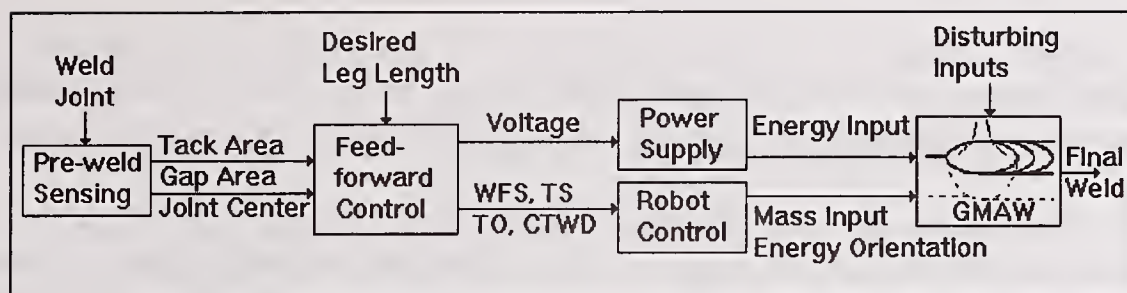 Weld
Joint
Pre-weld
Sensing
Tack Area
Gap Area
Joint Center
Desired
Leg Length
Feed-
forward
Control
Voltage
WFS, TS
TO, CTWD
Power
Supply
Robot
Control
Energy Input
Mass Input
Energy Orientation
Disturbing
Inputs
GMAW
Final
Weld